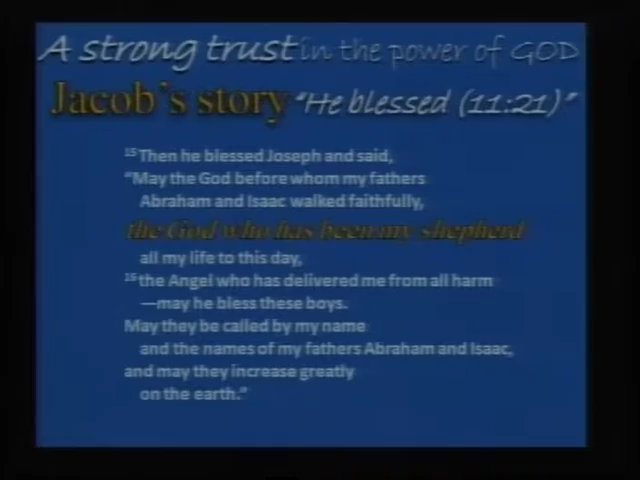 A strong trust in the power of GOD
Jacob's story "He blessed (11:21)"
15 Then he blessed Joseph and said,
"May the God before whom my fathers
Abraham and Isaac walked faithfully,
the God who has been my shepherd
all my life to this day,
16 the Angel who has delivered me from all harm
—may he bless these boys.
May they be called by my name
and the names of my fathers Abraham and Isaac,
and may they increase greatly
on the earth."